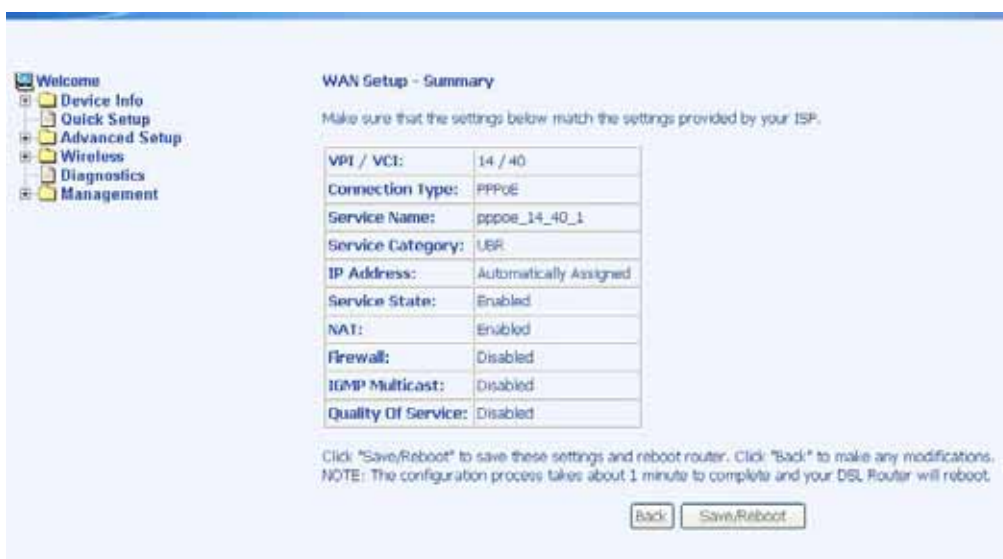 Welcome
Device Info
Quick Setup
Advanced Setup
Wireless
Diagnostics
Management
WAN Setup - Summary
Make sure that the settings below match the settings provided by your ISP.
VPI / VCI: 14 / 40
Connection Type: PPPoE
Service Name: pppoe_14_40_1
Service Category: UBR
IP Address: Automatically Assigned
Service State: Enabled
NAT: Enabled
Firewall: Disabled
IGMP Multicast: Disabled
Quality Of Service: Disabled
Click "Save/Reboot" to save these settings and reboot router. Click "Back" to make any modifications.
NOTE: The configuration process takes about 1 minute to complete and your DSL Router will reboot.
Back Save/Reboot